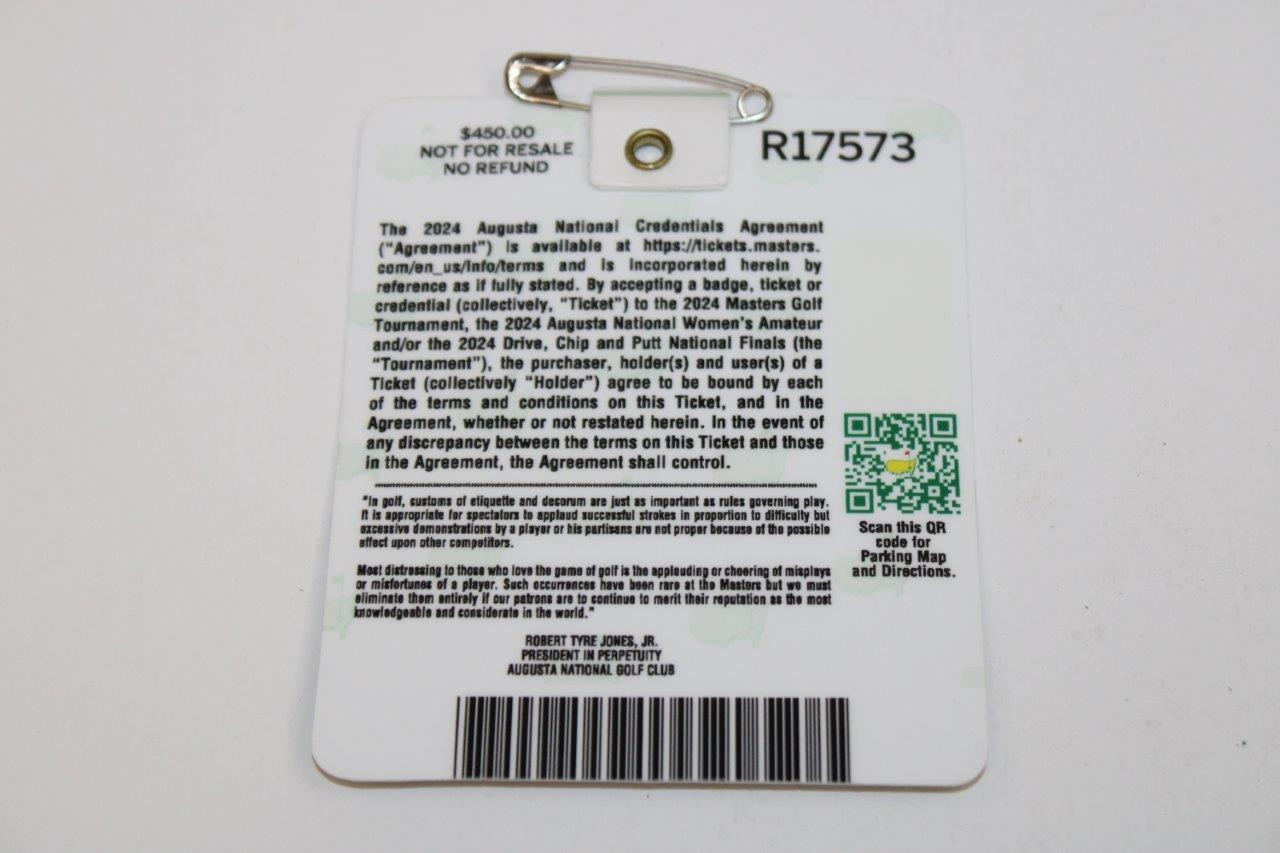 $450.00
NOT FOR RESALE
NO REFUND
R17573
The 2024 Augusta National Credentials Agreement
("Agreement") is available at https://tickets.masters.
com/en_us/info/terms and is incorporated herein by
reference as if fully stated. By accepting a badge, ticket or
credential (collectively, "Ticket") to the 2024 Masters Golf
Tournament, the 2024 Augusta National Women's Amateur
and/or the 2024 Drive, Chip and Putt National Finals (the
"Tournament"), the purchaser, holder(s) and user(s) of a
Ticket (collectively "Holder") agree to be bound by each
of the terms and conditions on this Ticket, and in the
Agreement, whether or not restated herein. In the event of
any discrepancy between the terms on this Ticket and those
in the Agreement, the Agreement shall control.
"In golf, customs of etiquette and decorum are just as important as rules governing play.
It is appropriate for spectators to applaud successful strokes in proportion to difficulty but
excessive demonstrations by a player or his partisans are not proper because of the possible
effect upon other competitors.
Most distressing to those who love the game of golf is the applauding or cheering of misplays
or misfortunes of a player. Such occurrences have been rare at the Masters but we must
eliminate them entirely if our patrons are to continue to merit their reputation as the most
knowledgeable and considerate in the world."
ROBERT TYRE JONES, JR.
PRESIDENT IN PERPETUITY
AUGUSTA NATIONAL GOLF CLUB
Scan this QR
code for
Parking Map
and Directions.